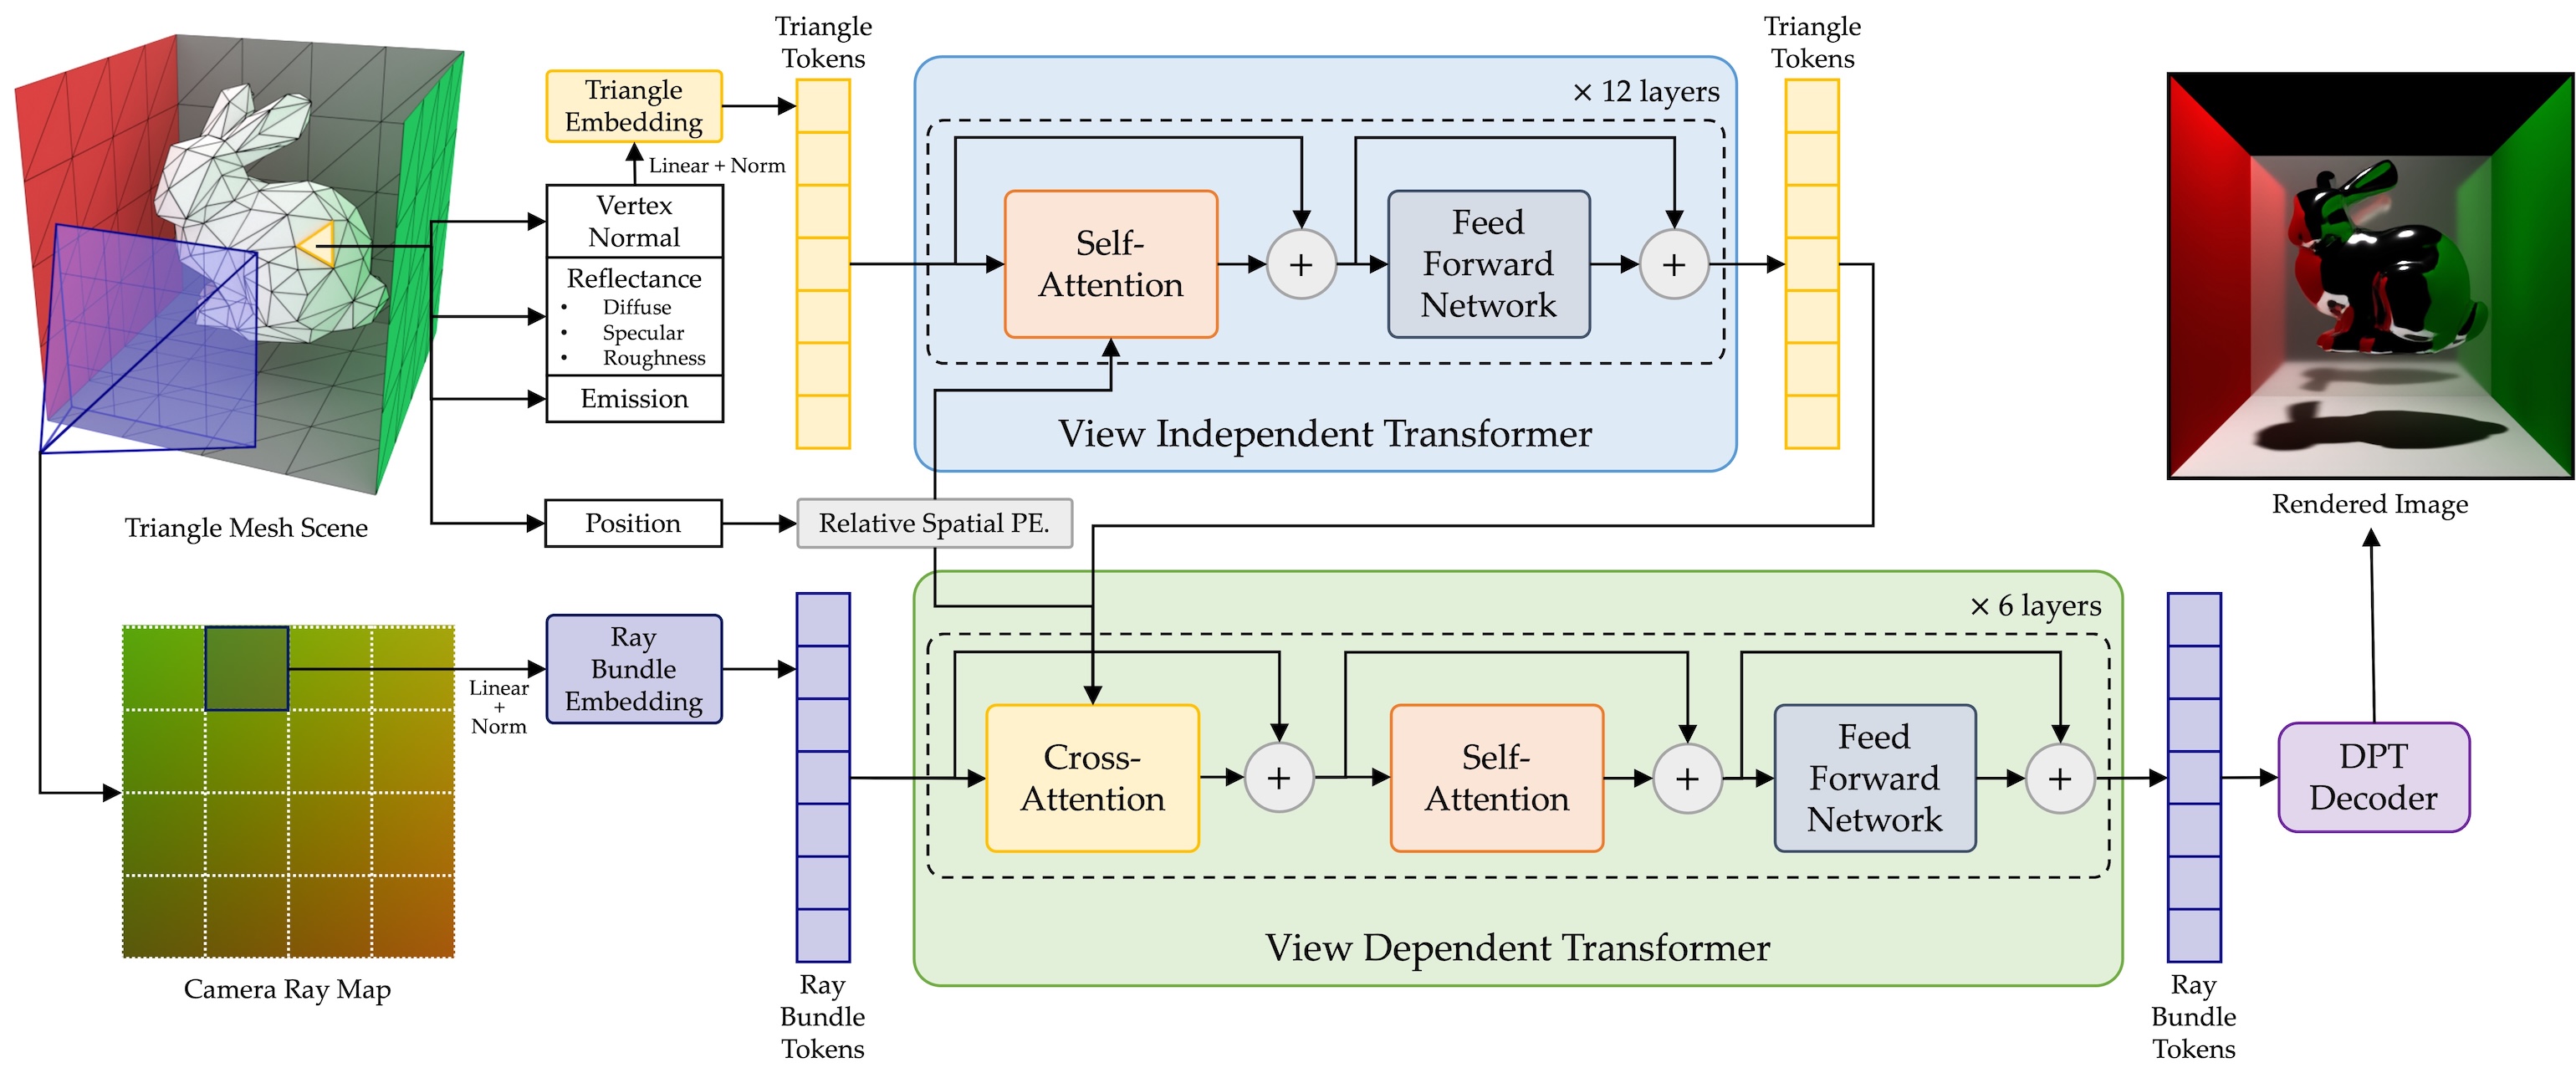 Triangle
Tokens
Triangle
Tokens
Triangle
Embedding
Linear + Norm
Vertex
Normal
Reflectance
• Diffuse
• Specular
• Roughness
Emission
× 12 layers
Self-
Attention
+
Feed
Forward
Network
+
View Independent Transformer
Triangle Mesh Scene
Position
Relative Spatial PE.
Rendered Image
Ray
Bundle
Embedding
Linear
+
Norm
Camera Ray Map
Ray
Bundle
Tokens
× 6 layers
Cross-
Attention
+
Self-
Attention
+
Feed
Forward
Network
+
View Dependent Transformer
DPT
Decoder
Ray
Bundle
Tokens